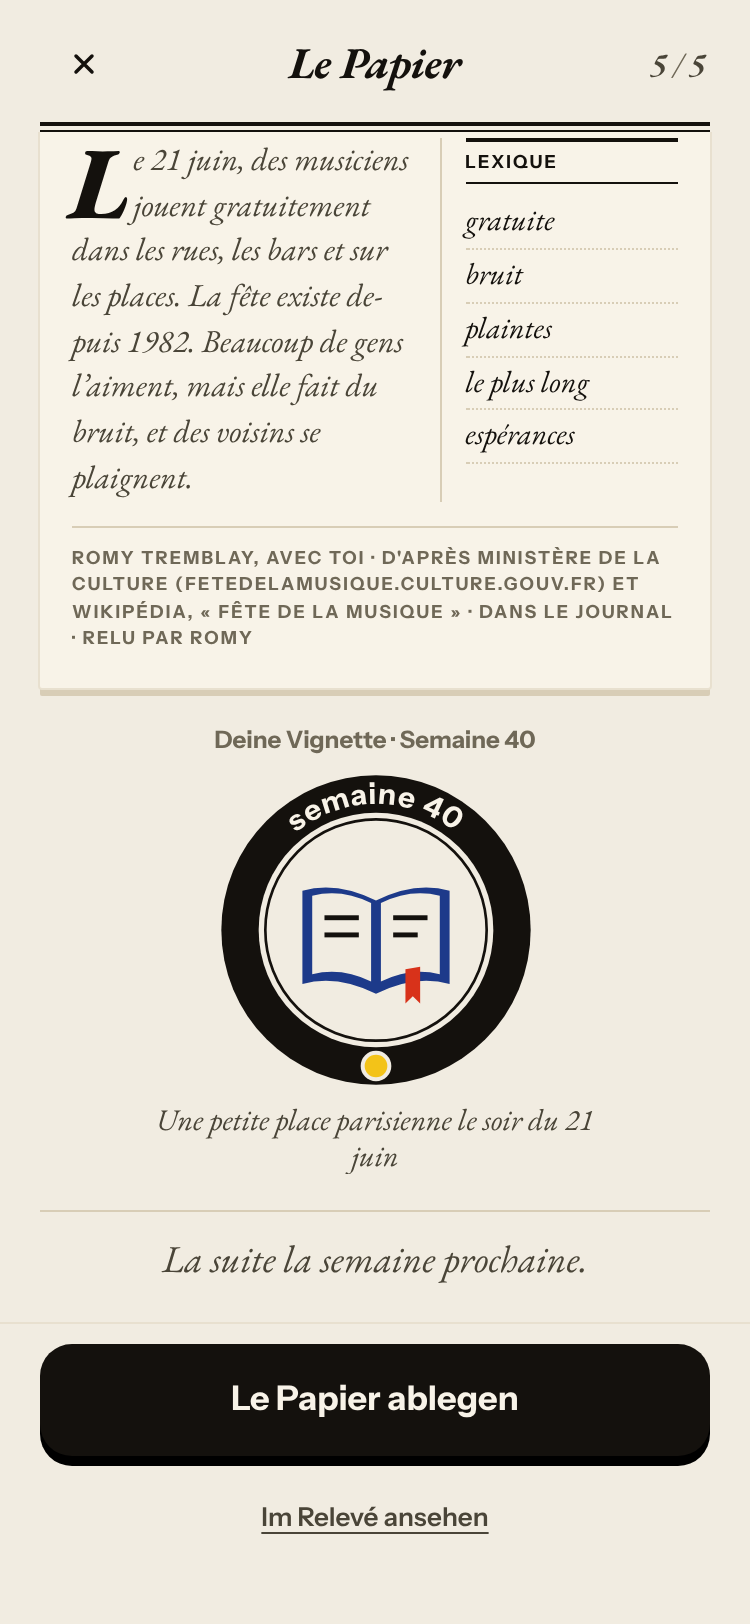 Le Papier
5/5
Le 21 juin, des musiciens
jouent gratuitement
dans les rues, les bars et sur
les places. La fête existe de-
puis 1982. Beaucoup de gens
l’aiment, mais elle fait du
bruit, et des voisins se
plaignent.
LEXIQUE
gratuite
bruit
plaintes
le plus long
espérances
ROMY TREMBLAY, AVEC TOI · D'APRÈS MINISTÈRE DE LA
CULTURE (FETEDELAMUSIQUE.CULTURE.GOUV.FR) ET
WIKIPÉDIA, « FÊTE DE LA MUSIQUE » · DANS LE JOURNAL
· RELU PAR ROMY
Deine Vignette · Semaine 40
semaine 40
Une petite place parisienne le soir du 21
juin
La suite la semaine prochaine.
Le Papier ablegen
Im Relevé ansehen